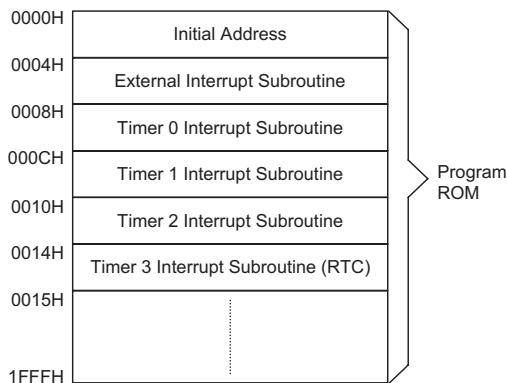 0000H
Initial Address
0004H
External Interrupt Subroutine
0008H
Timer 0 Interrupt Subroutine
000CH
Timer 1 Interrupt Subroutine
0010H
Timer 2 Interrupt Subroutine
0014H
Timer 3 Interrupt Subroutine (RTC)
0015H
1FFFH
Program
ROM